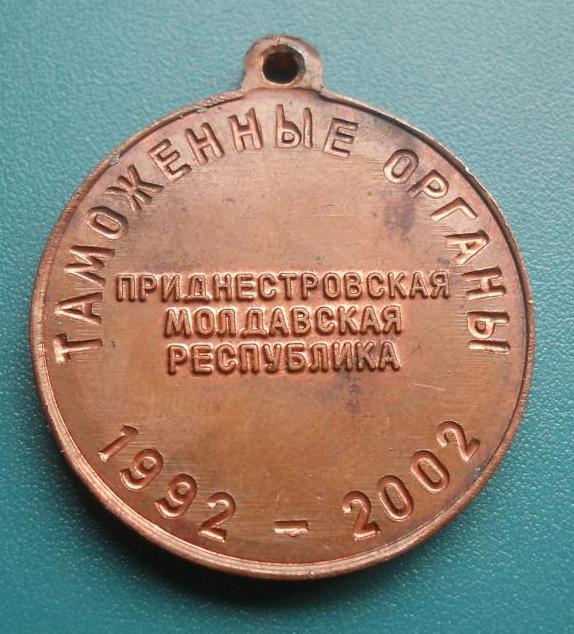 ТАМОЖЕННЫЕ ОРГАНЫ
ПРИДНЕСТРОВСКАЯ
МОЛДАВСКАЯ
РЕСПУБЛИКА
1992 - 2002